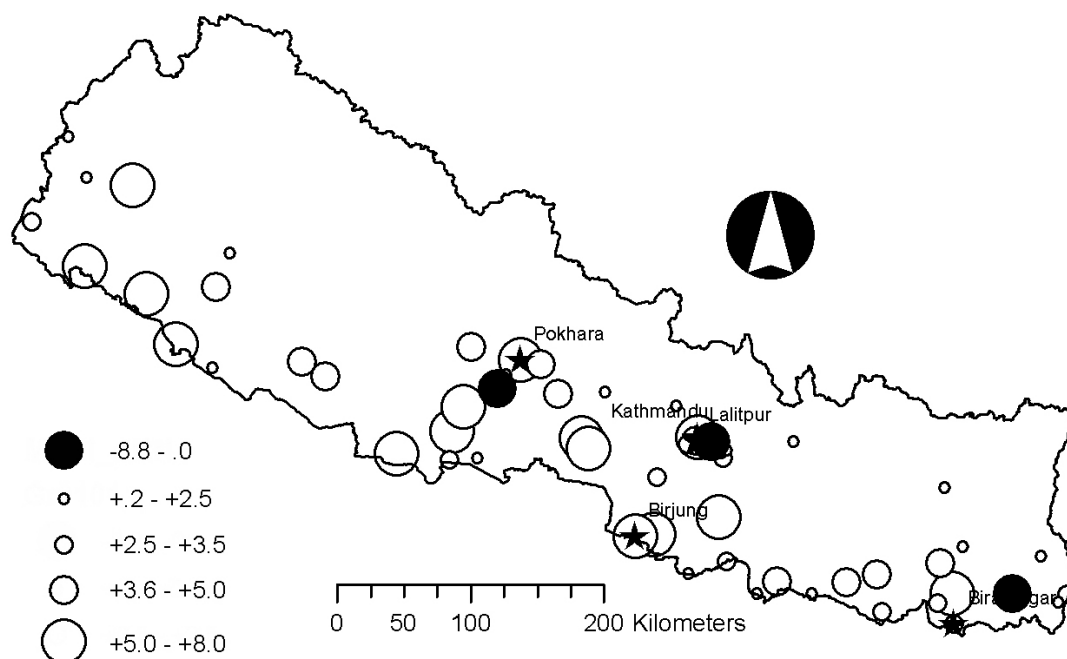 Pokhara
Kathmandu
Lalitpur
Birjung
-8.8 - .0
+.2 - +2.5
+2.5 - +3.5
+3.6 - +5.0
+5.0 - +8.0
0 50 100 200 Kilometers